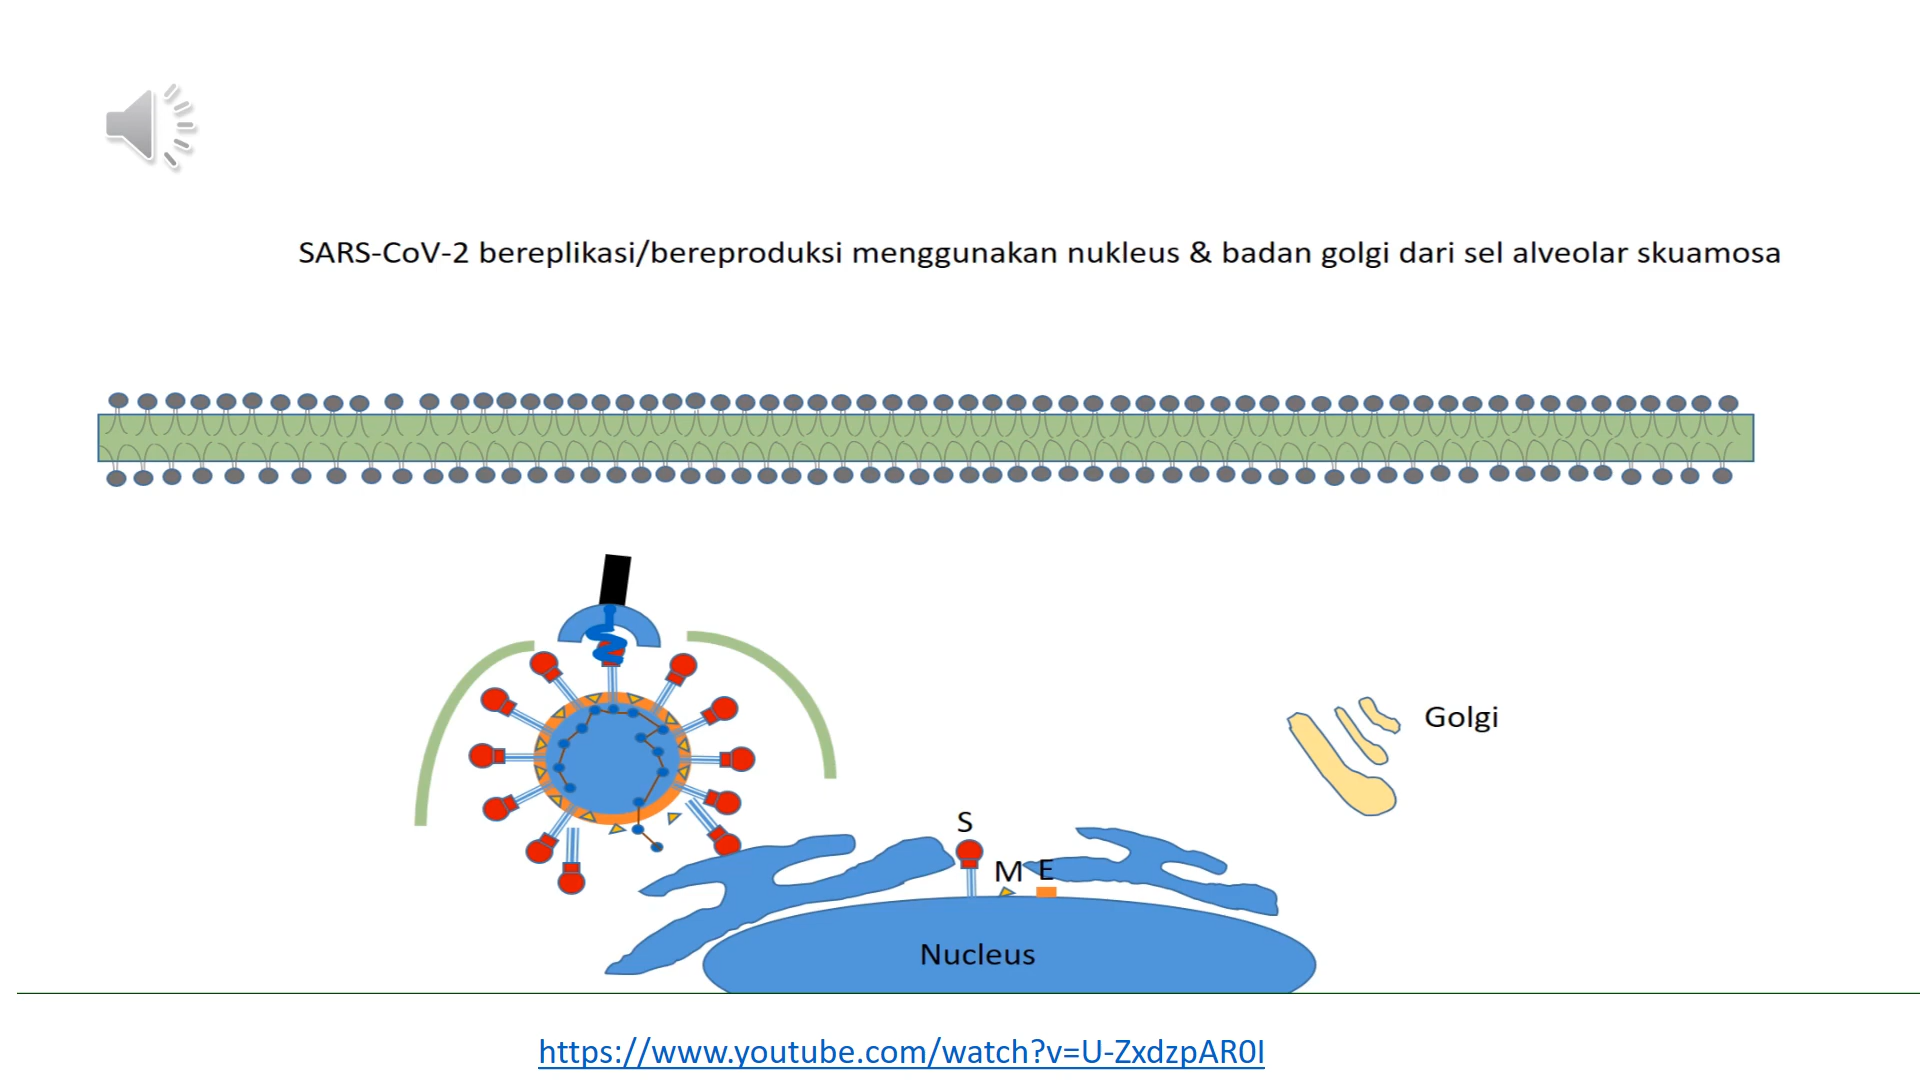 SARS-CoV-2 bereplikasi/bereproduksi menggunakan nukleus & badan golgi dari sel alveolar skuamosa
Golgi
S
M E
Nucleus
https://www.youtube.com/watch?v=U-ZxdzpAR0I